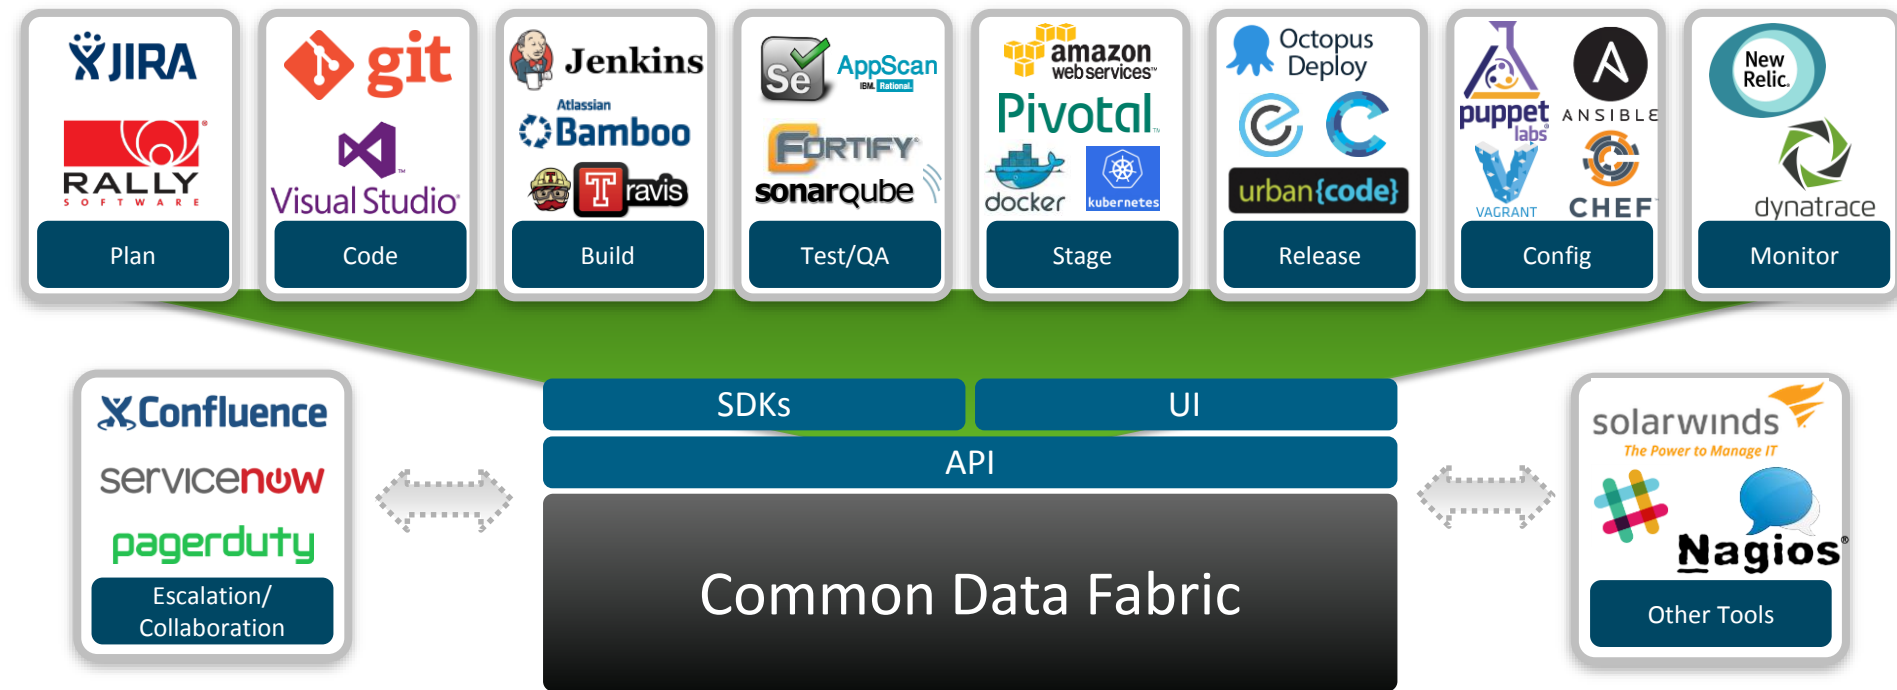 JIRA
RALLY
SOFTWARE
Plan
git
Visual Studio
Code
Jenkins
Atlassian
Bamboo
Travis
Build
Se
AppScan
IBM. Rational.
FORTIFY
sonarqube
Test/QA
amazon
web services™
Pivotal™
docker
kubernetes
Stage
Octopus
Deploy
urban{code}
Release
puppet
labs®
ANSIBLE
VAGRANT
CHEF™
Config
New
Relic.
dynatrace
Monitor
SDKs
UI
API
Common Data Fabric
Confluence
servicenow
pagerduty
Escalation/
Collaboration
solarwinds
The Power to Manage IT
Nagios®
Other Tools